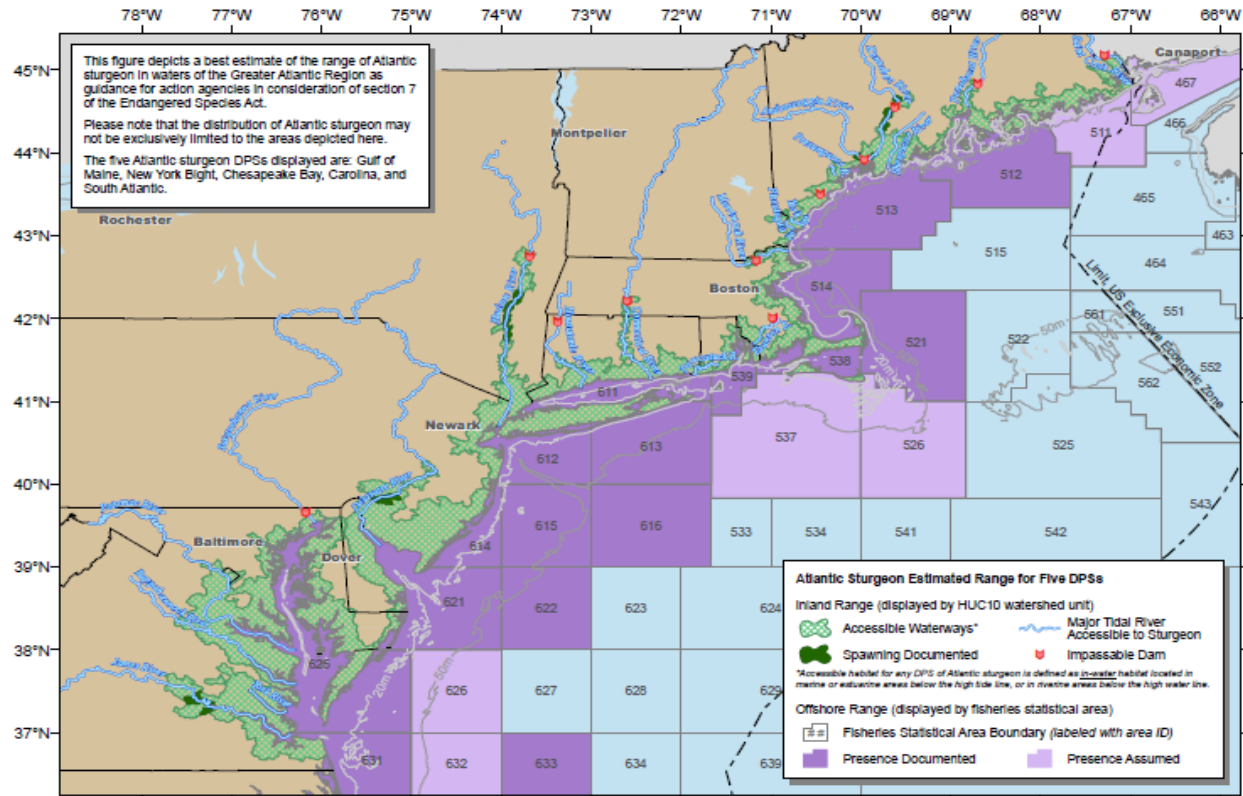 78°W 77°W 76°W 75°W 74°W 73°W 72°W 71°W 70°W 69°W 68°W 67°W 66°W
This figure depicts a best estimate of the range of Atlantic
sturgeon in waters of the Greater Atlantic Region as
guidance for action agencies in consideration of section 7
of the Endangered Species Act.
Please note that the distribution of Atlantic sturgeon may
not be exclusively limited to the areas depicted here.
The five Atlantic sturgeon DPSs displayed are: Gulf of
Maine, New York Bight, Chesapeake Bay, Carolina, and
South Atlantic.
45°N
44°N
43°N
42°N
41°N
40°N
39°N
38°N
37°N
Canaport
467
466
511
Montpelier
512
465
Rochester
513
463
515
464
Limit, US Exclusive Economic Zone
Boston
514
551
561
50m
522
521
552
562
538
539
611
20m
537
526
525
Newark
613
612
543
615
616
533
534
541
542
Baltimore
Dover
614
621
622
623
624
625
20m
50m
626
627
628
629
631
632
633
634
639
Atlantic Sturgeon Estimated Range for Five DPSs
Inland Range (displayed by HUC10 watershed unit)
Accessible Waterways*
Major Tidal River
Accessible to Sturgeon
Spawning Documented
Impassable Dam
*Accessible habitat for any DPS of Atlantic sturgeon is defined as in-water habitat located in
marine or estuarine areas below the high tide line, or in riverine areas below the high water line.
Offshore Range (displayed by fisheries statistical area)
## Fisheries Statistical Area Boundary (labeled with area ID)
Presence Documented
Presence Assumed